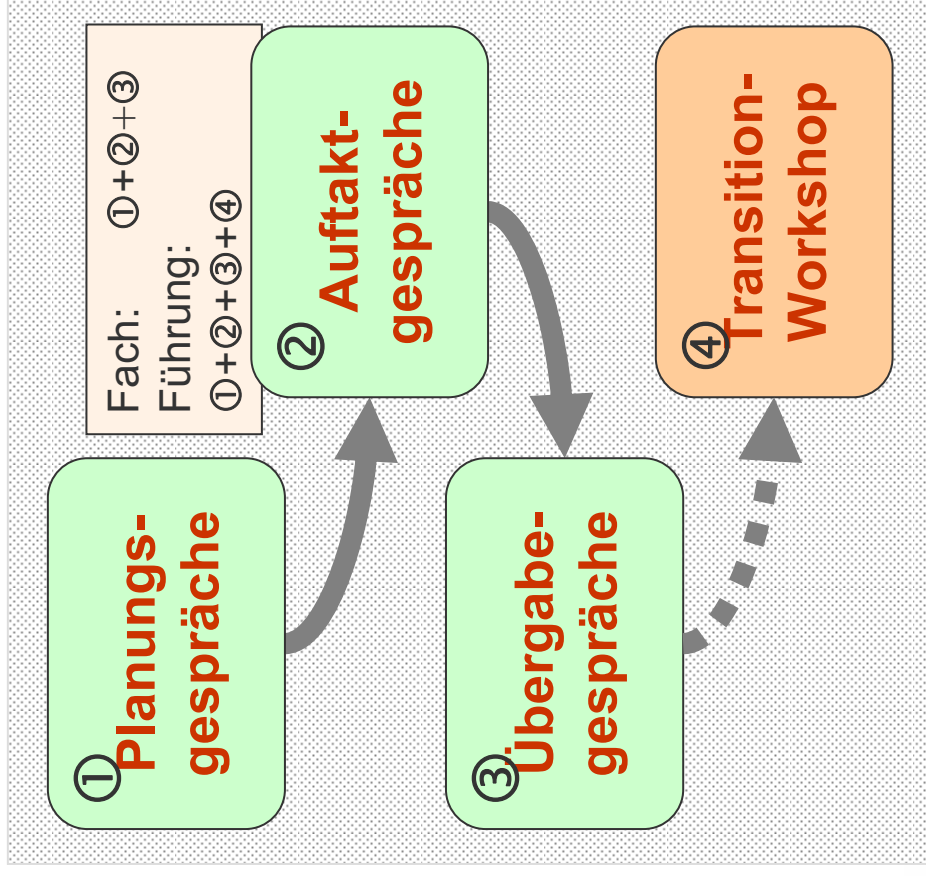 Fach: ①+②+③
Führung:
①+②+③+④
①
Planungs-
gespräche
②
Auftakt-
gespräche
③
Übergabe-
gespräche
④
Transition-
Workshop